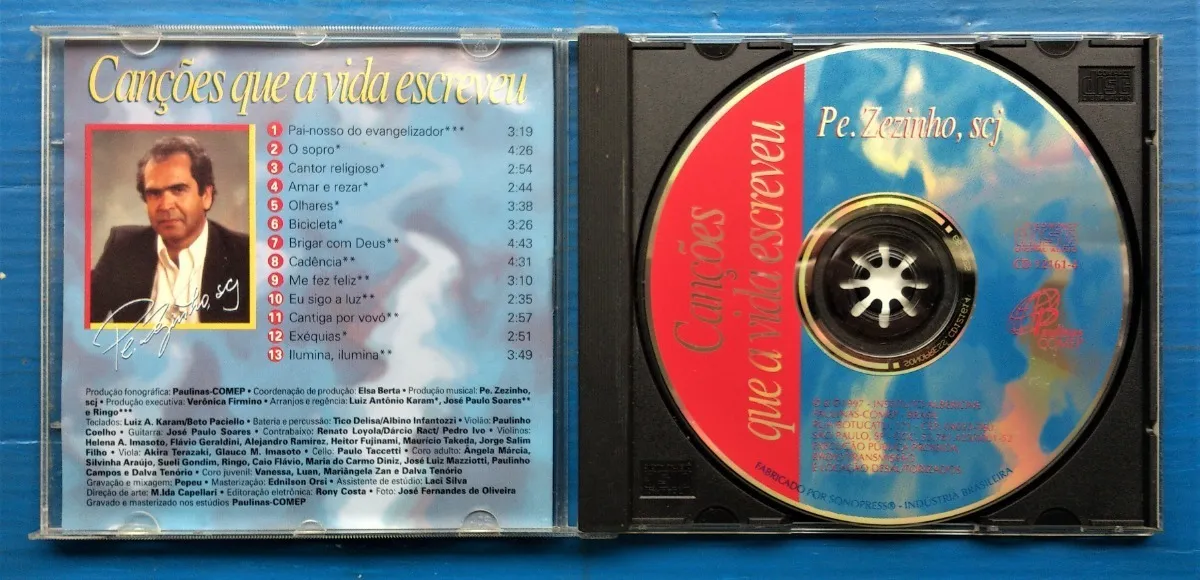 Canções que a vida escreveu
1 Pai-nosso do evangelizador*** 3:19
2 O sopro* 4:26
3 Cantor religioso* 2:54
4 Amar e rezar* 2:44
5 Olhares* 3:38
6 Bicicleta* 3:26
7 Brigar com Deus** 4:43
8 Cadência** 4:31
9 Me fez feliz** 3:10
10 Eu sigo a luz** 2:35
11 Cantiga por vovó** 2:57
12 Exéquias* 2:51
13 Ilumina, ilumina** 3:49
Pe. Zezinho, scj
Produção fonográfica: Paulinas-COMEP • Coordenação de produção: Elsa Berta • Produção musical: Pe. Zezinho,
scj • Produção executiva: Verônica Firmino • Arranjos e regência: Luiz Antônio Karam*, José Paulo Soares**
e Ringo***
Teclados: Luiz A. Karam/Beto Paciello • Bateria e percussão: Tico Delisa/Albino Infantozzi • Violão: Paulinho
Coelho • Guitarra: José Paulo Soares • Contrabaixo: Renato Loyola/Dárcio Ract/ Pedro Ivo • Violinos:
Helena A. Imasoto, Flávio Geraldini, Alejandro Ramirez, Heitor Fujinami, Maurício Takeda, Jorge Salim
Filho • Viola: Akira Terazaki, Glauco M. Imasoto • Cello: Paulo Taccetti • Coro adulto: Ângela Márcia,
Silvinha Araújo, Sueli Gondim, Ringo, Caio Flávio, Maria do Carmo Diniz, José Luiz Mazziotti, Paulinho
Campos e Dalva Tenório • Coro juvenil: Vanessa, Luan, Mariângela Zan e Dalva Tenório
Gravação e mixagem: Pepeu • Masterização: Ednilson Orsi • Assistente de estúdio: Laci Silva
Direção de arte: M.Ida Capellari • Editoração eletrônica: Rony Costa • Foto: José Fernandes de Oliveira
Gravado e masterizado nos estúdios Paulinas-COMEP
Pe. Zezinho, scj
Canções
que a vida escreveu
FABRICADO POR SONOPRESS® - INDUSTRIA BRASILEIRA